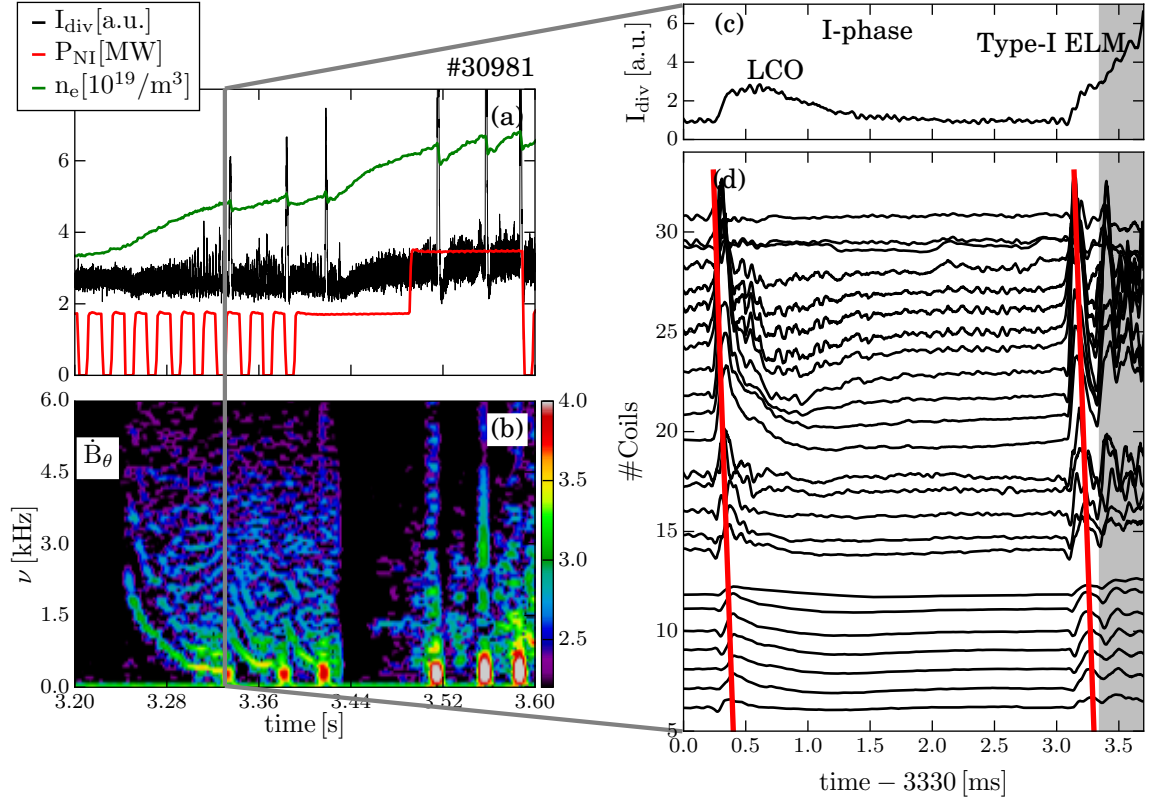 I_div [a.u.]
P_NI [MW]
n_e [10^19/m^3]
#30981
(a)
6
4
2
0
(b)
Ḃ_θ
6.0
4.5
3.0
1.5
0.0
ν [kHz]
4.0
3.5
3.0
2.5
3.20
3.28
3.36
3.44
3.52
3.60
time [s]
(c)
I-phase
Type-I ELM
LCO
I_div [a.u.]
6
4
2
0
(d)
#Coils
30
25
20
15
10
5
0.0
0.5
1.0
1.5
2.0
2.5
3.0
3.5
time − 3330 [ms]